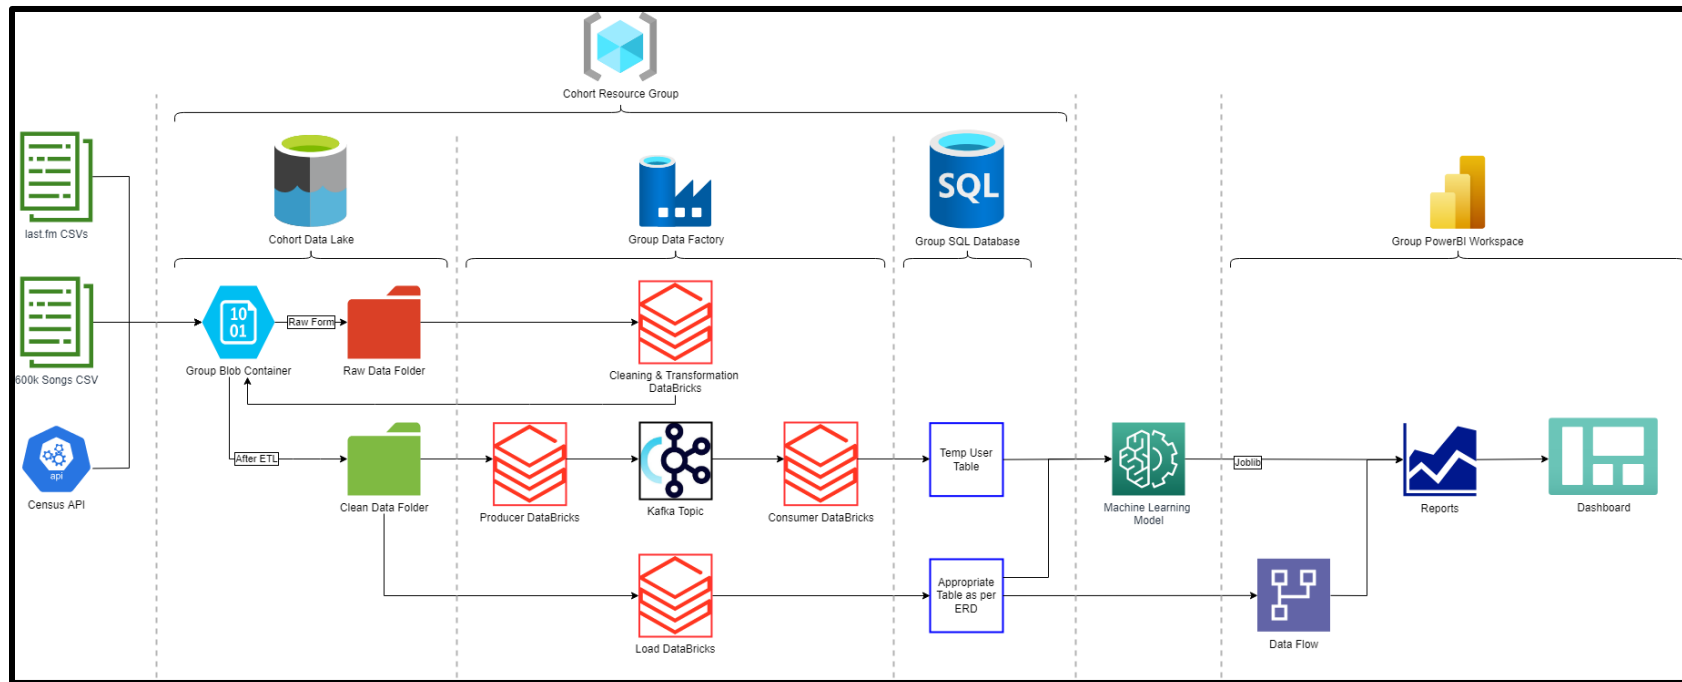 Cohort Resource Group
last.fm CSVs
Cohort Data Lake
Group Data Factory
SQL
Group SQL Database
Group PowerBI Workspace
10
01
Raw Form
600k Songs CSV
Group Blob Container
Raw Data Folder
Cleaning & Transformation
DataBricks
api
Census API
After ETL
Clean Data Folder
Producer DataBricks
Kafka Topic
Consumer DataBricks
Temp User
Table
Machine Learning
Model
Joblib
Reports
Dashboard
Load DataBricks
Appropriate
Table as per
ERD
Data Flow